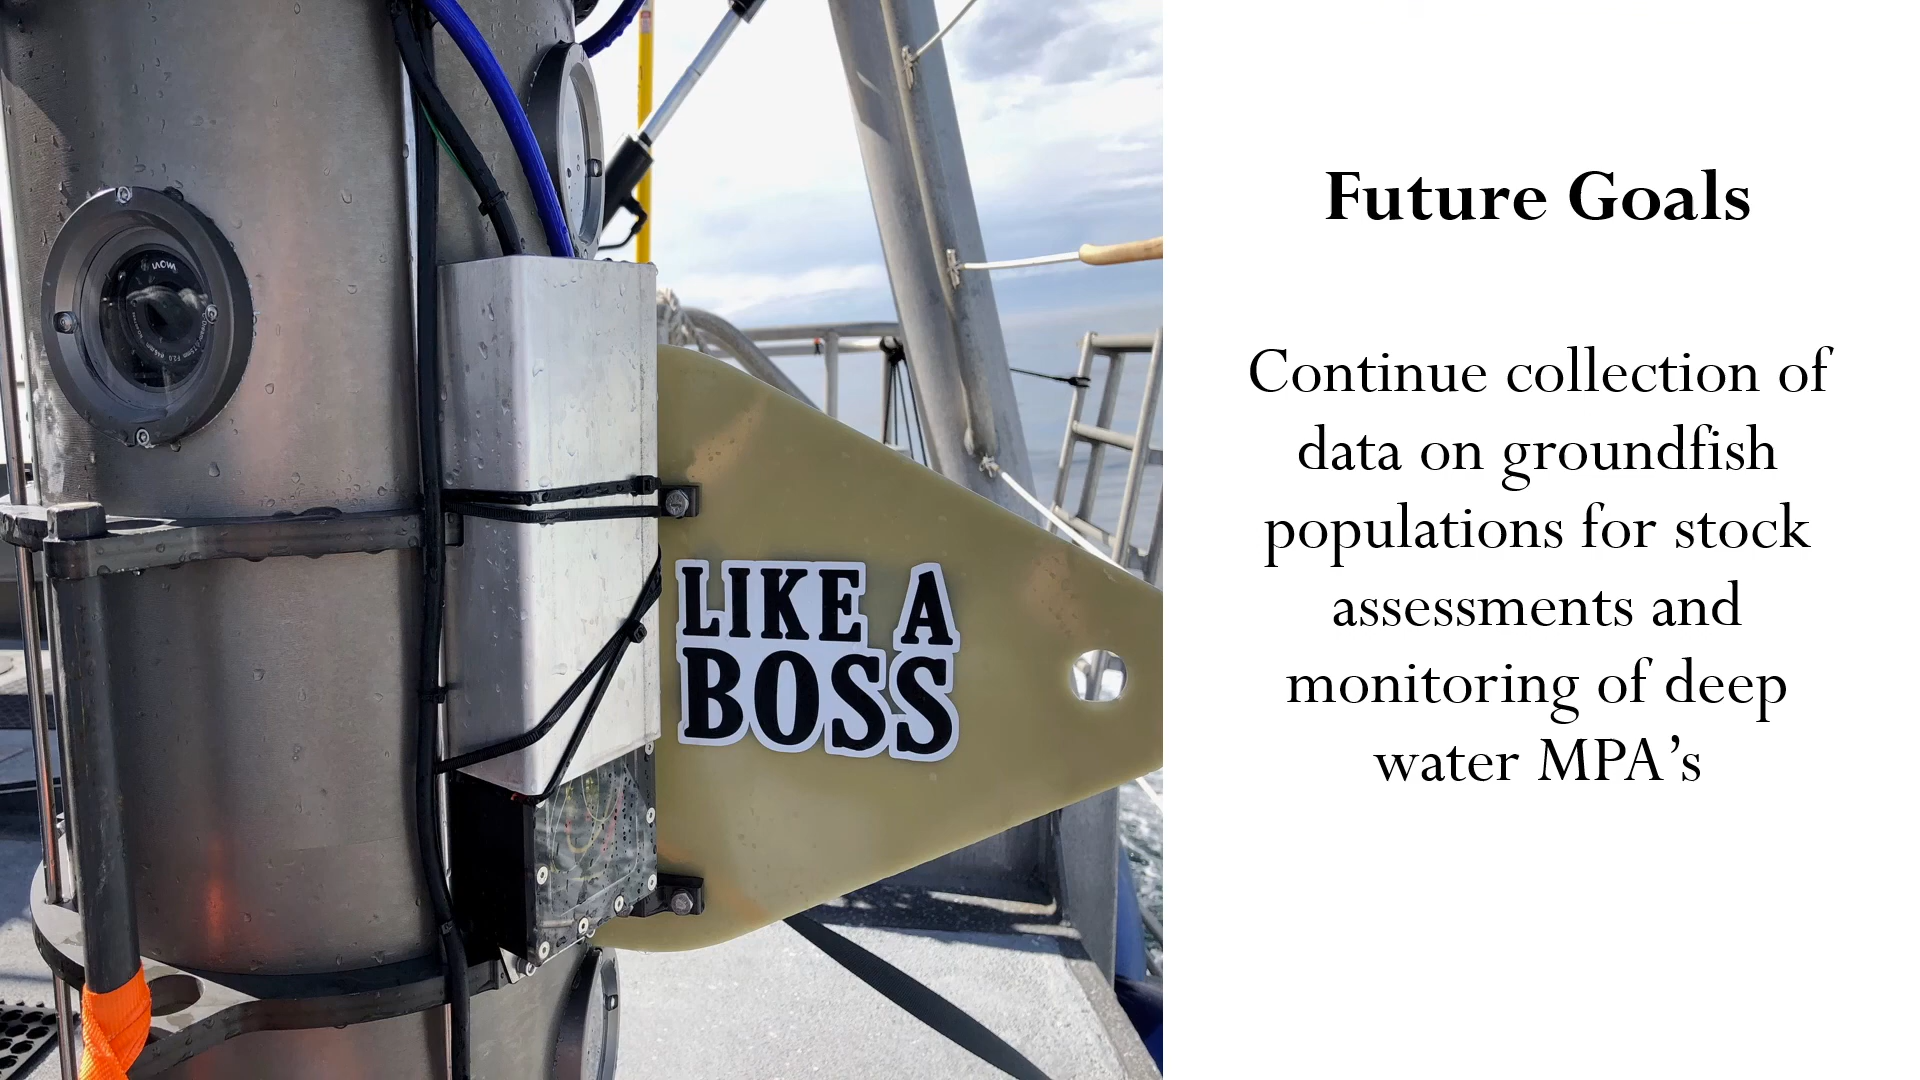 LIKE A
BOSS
Future Goals
Continue collection of
data on groundfish
populations for stock
assessments and
monitoring of deep
water MPA’s